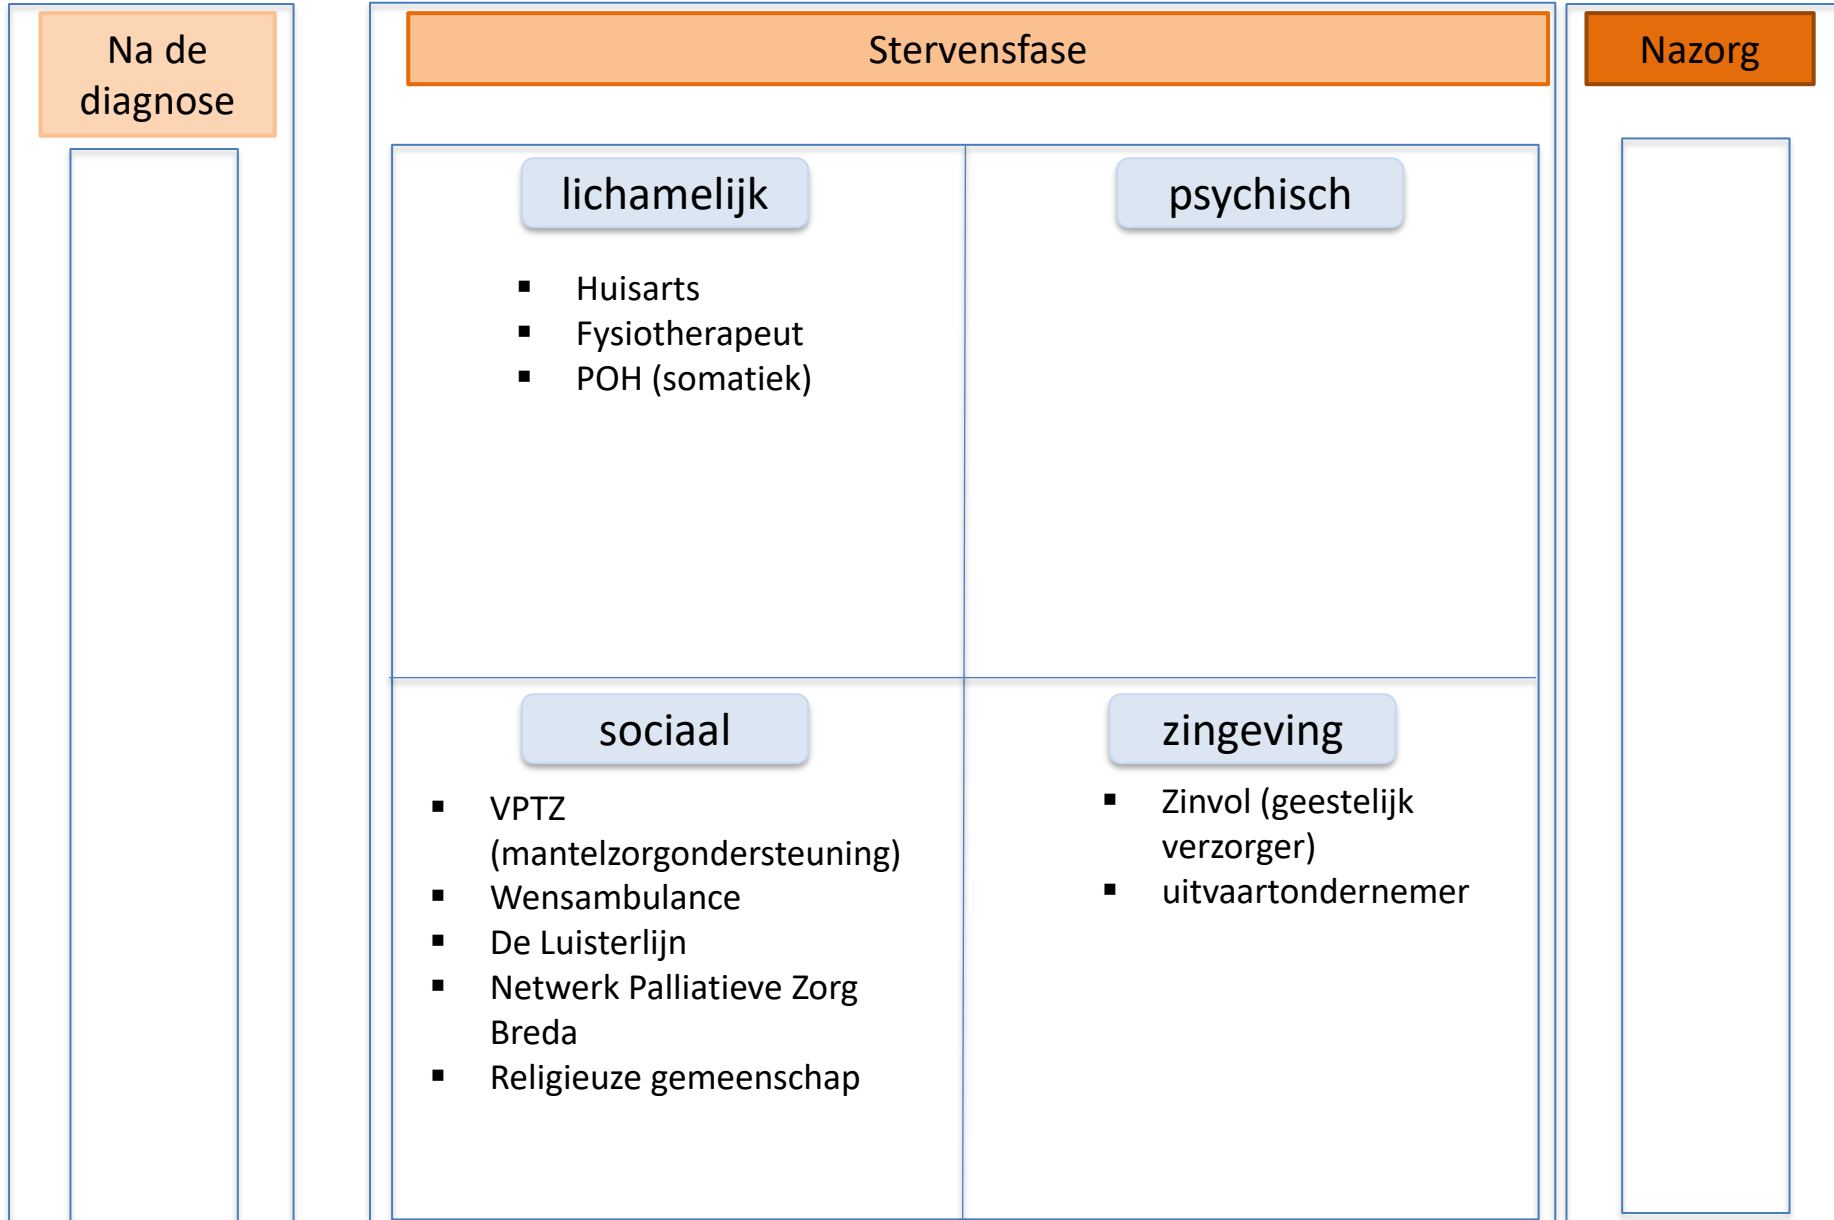 Na de
diagnose
Stervensfase
Nazorg
lichamelijk
▪ Huisarts
▪ Fysiotherapeut
▪ POH (somatiek)
psychisch
sociaal
▪ VPTZ
(mantelzorgondersteuning)
▪ Wensambulance
▪ De Luisterlijn
▪ Netwerk Palliatieve Zorg
Breda
▪ Religieuze gemeenschap
zingeving
▪ Zinvol (geestelijk
verzorger)
▪ uitvaartondernemer